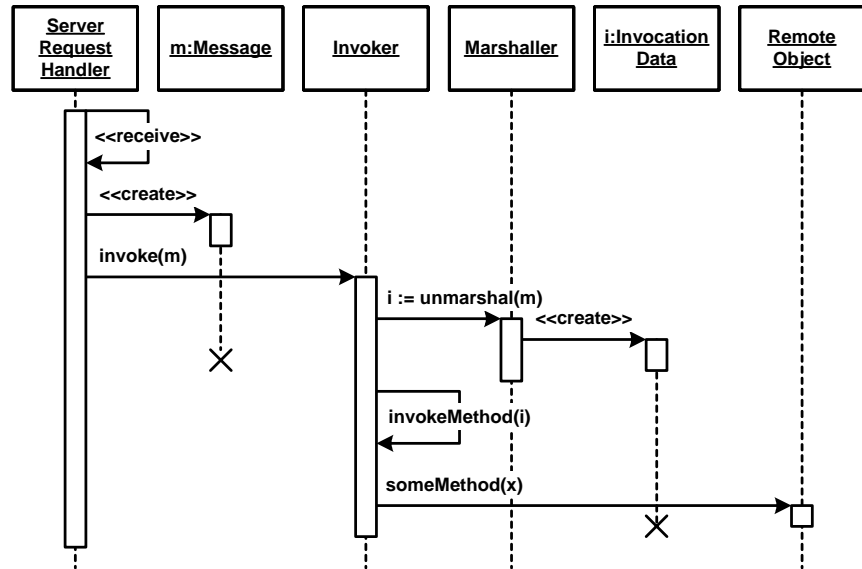 Server
Request
Handler
m:Message
Invoker
Marshaller
i:Invocation
Data
Remote
Object
<<receive>>
<<create>>
invoke(m)
i := unmarshal(m)
<<create>>
invokeMethod(i)
someMethod(x)